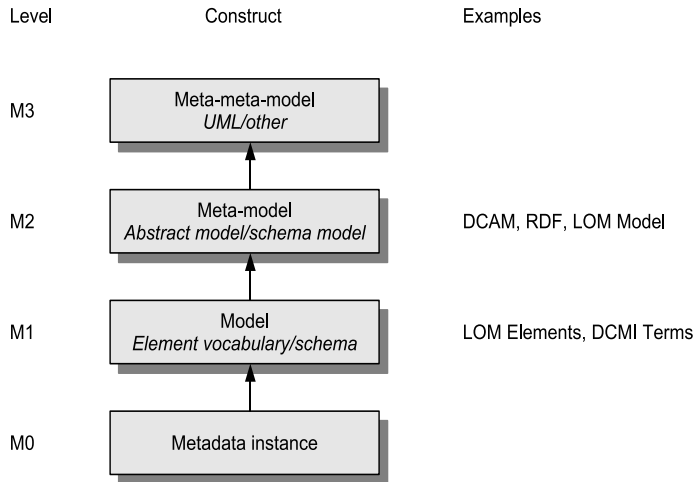 Level Construct Examples
M3
Meta-meta-model
UML/other
M2
Meta-model
Abstract model/schema model
DCAM, RDF, LOM Model
M1
Model
Element vocabulary/schema
LOM Elements, DCMI Terms
M0
Metadata instance